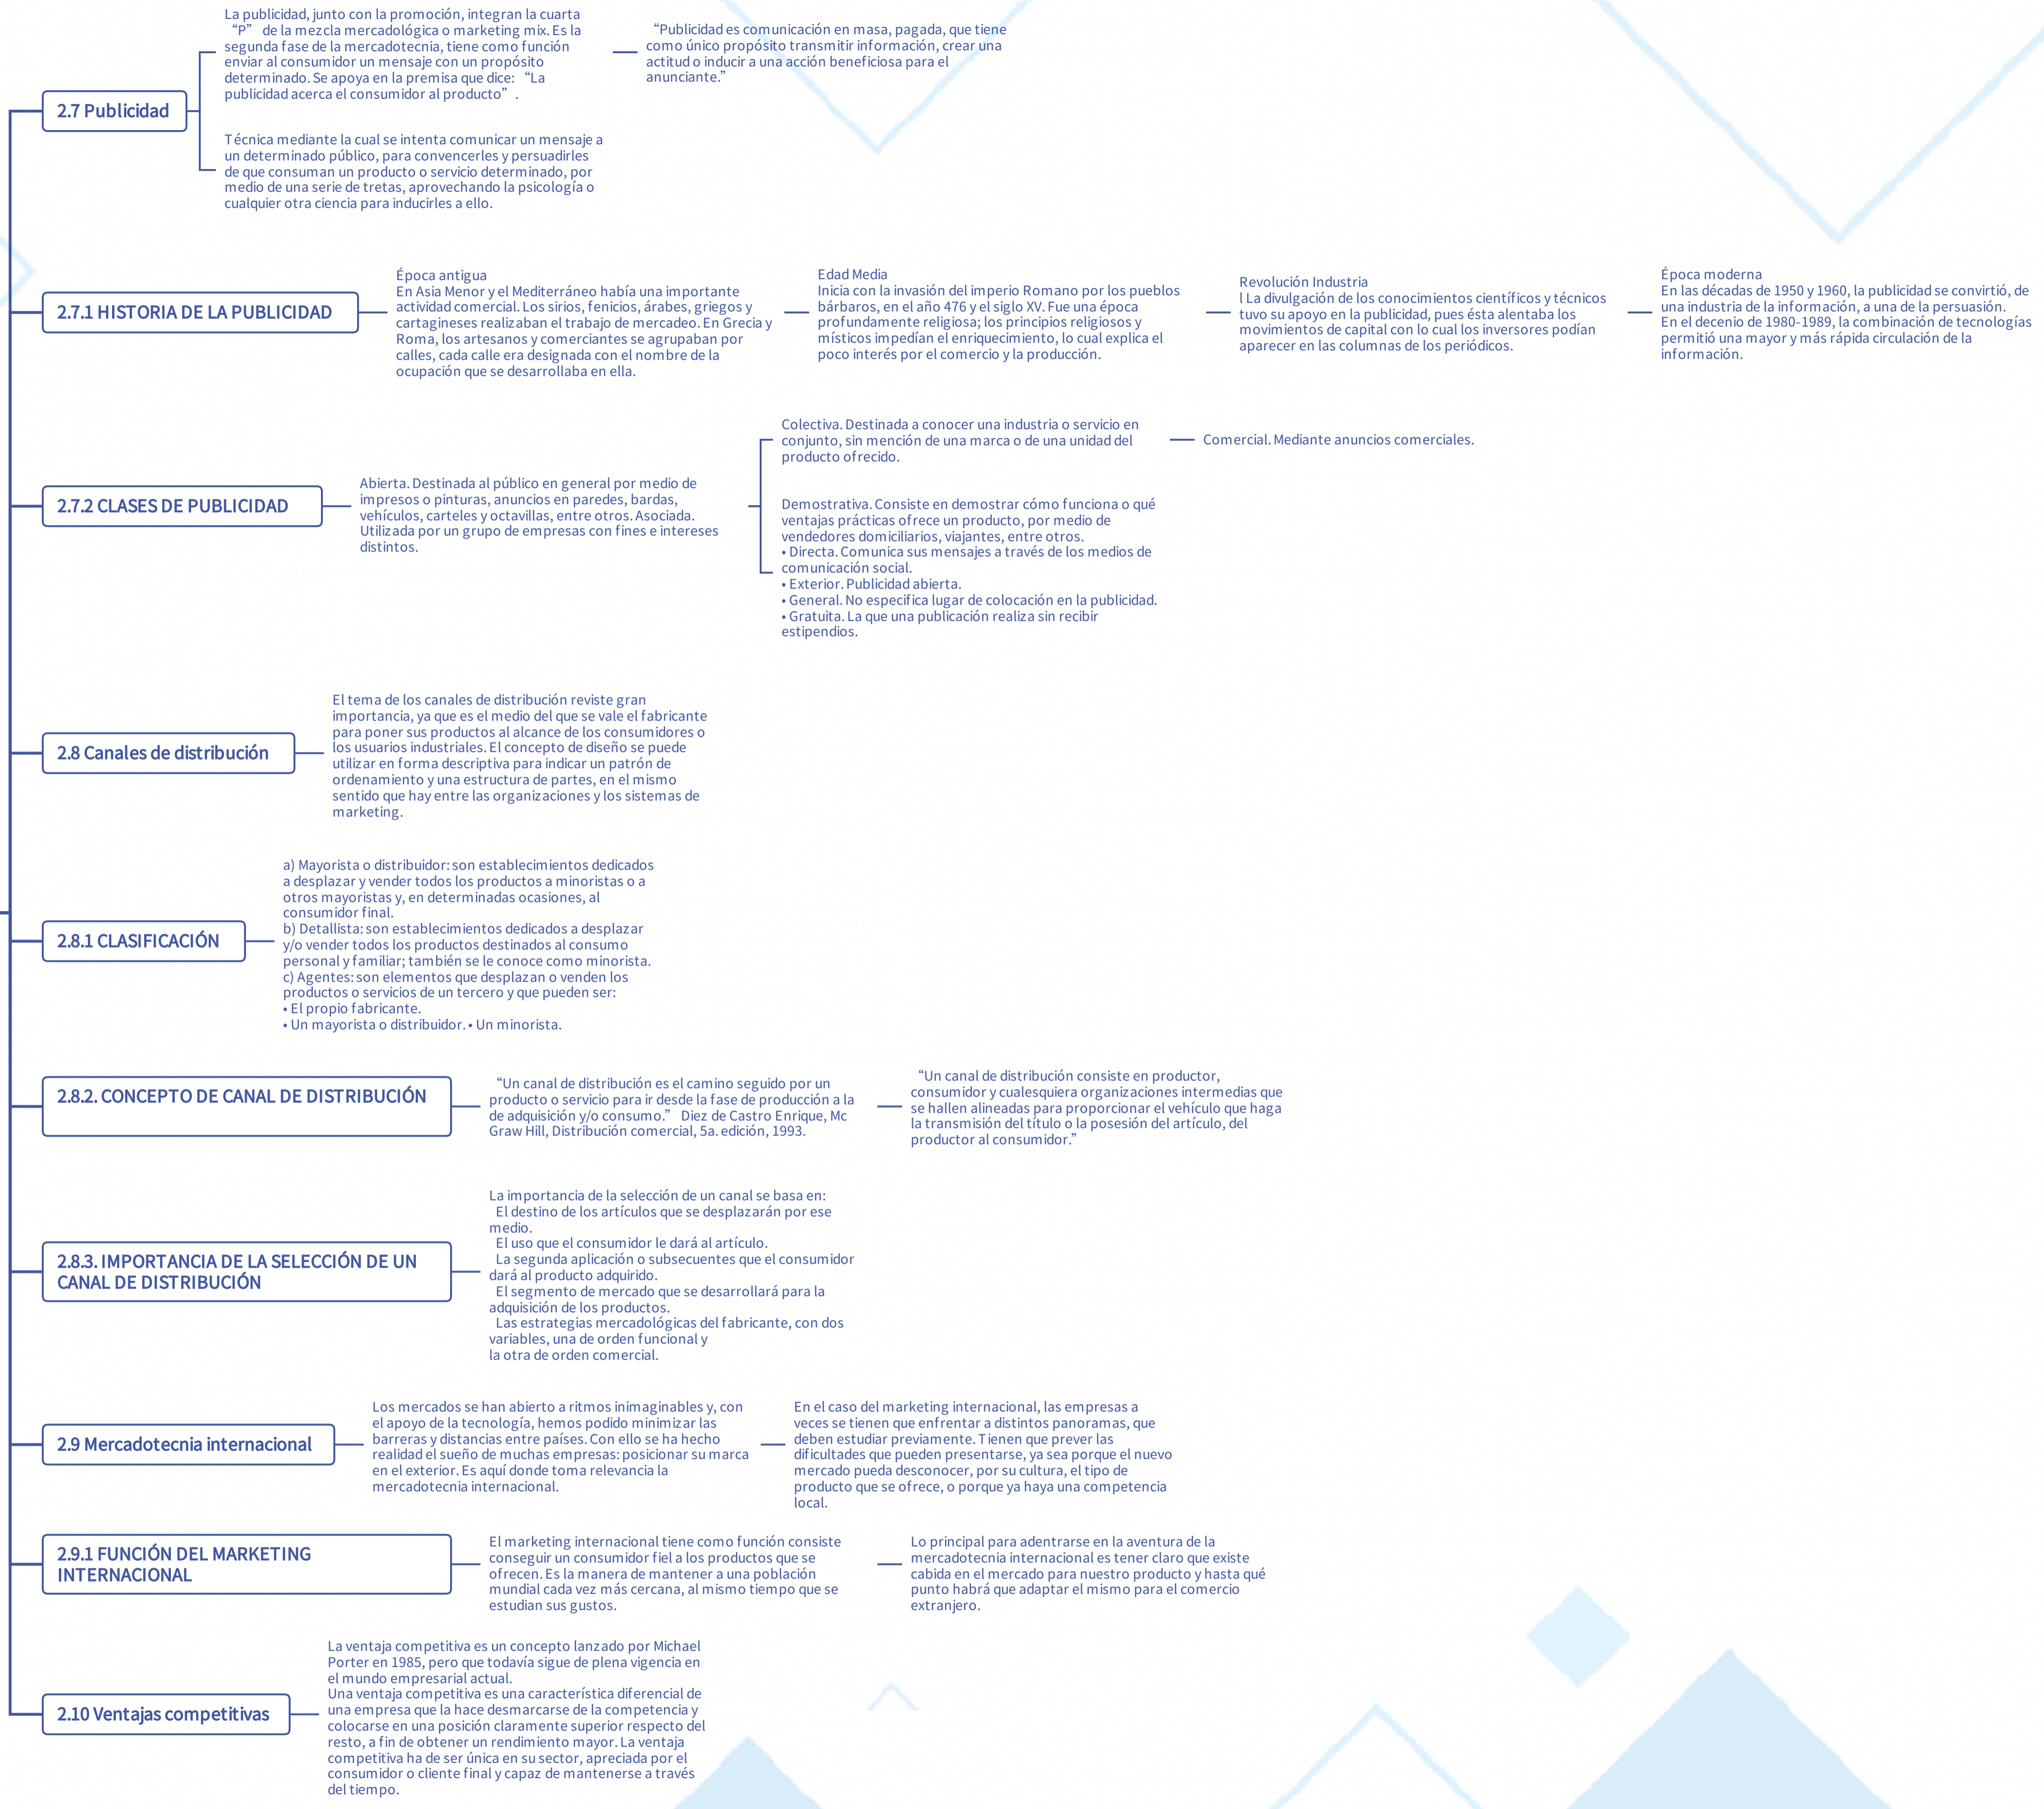 2.7 Publicidad
La publicidad, junto con la promoción, integran la cuarta
“P” de la mezcla mercadológica o marketing mix. Es la
segunda fase de la mercadotecnia, tiene como función
enviar al consumidor un mensaje con un propósito
determinado. Se apoya en la premisa que dice: “La
publicidad acerca el consumidor al producto” .
“Publicidad es comunicación en masa, pagada, que tiene
como único propósito transmitir información, crear una
actitud o inducir a una acción beneficiosa para el
anunciante.”
Técnica mediante la cual se intenta comunicar un mensaje a
un determinado público, para convencerles y persuadirles
de que consuman un producto o servicio determinado, por
medio de una serie de tretas, aprovechando la psicología o
cualquier otra ciencia para inducirles a ello.
2.7.1 HISTORIA DE LA PUBLICIDAD
Época antigua
En Asia Menor y el Mediterráneo había una importante
actividad comercial. Los sirios, fenicios, árabes, griegos y
cartagineses realizaban el trabajo de mercadeo. En Grecia y
Roma, los artesanos y comerciantes se agrupaban por
calles, cada calle era designada con el nombre de la
ocupación que se desarrollaba en ella.
Edad Media
Inicia con la invasión del imperio Romano por los pueblos
bárbaros, en el año 476 y el siglo XV. Fue una época
profundamente religiosa; los principios religiosos y
místicos impedían el enriquecimiento, lo cual explica el
poco interés por el comercio y la producción.
Revolución Industria
l La divulgación de los conocimientos científicos y técnicos
tuvo su apoyo en la publicidad, pues ésta alentaba los
movimientos de capital con lo cual los inversores podían
aparecer en las columnas de los periódicos.
Época moderna
En las décadas de 1950 y 1960, la publicidad se convirtió, de
una industria de la información, a una de la persuasión.
En el decenio de 1980-1989, la combinación de tecnologías
permitió una mayor y más rápida circulación de la
información.
2.7.2 CLASES DE PUBLICIDAD
Abierta. Destinada al público en general por medio de
impresos o pinturas, anuncios en paredes, bardas,
vehículos, carteles y octavillas, entre otros. Asociada.
Utilizada por un grupo de empresas con fines e intereses
distintos.
Colectiva. Destinada a conocer una industria o servicio en
conjunto, sin mención de una marca o de una unidad del
producto ofrecido.
Comercial. Mediante anuncios comerciales.
Demostrativa. Consiste en demostrar cómo funciona o qué
ventajas prácticas ofrece un producto, por medio de
vendedores domiciliarios, viajantes, entre otros.
• Directa. Comunica sus mensajes a través de los medios de
comunicación social.
• Exterior. Publicidad abierta.
• General. No especifica lugar de colocación en la publicidad.
• Gratuita. La que una publicación realiza sin recibir
estipendios.
2.8 Canales de distribución
El tema de los canales de distribución reviste gran
importancia, ya que es el medio del que se vale el fabricante
para poner sus productos al alcance de los consumidores o
los usuarios industriales. El concepto de diseño se puede
utilizar en forma descriptiva para indicar un patrón de
ordenamiento y una estructura de partes, en el mismo
sentido que hay entre las organizaciones y los sistemas de
marketing.
2.8.1 CLASIFICACIÓN
a) Mayorista o distribuidor: son establecimientos dedicados
a desplazar y vender todos los productos a minoristas o a
otros mayoristas y, en determinadas ocasiones, al
consumidor final.
b) Detallista: son establecimientos dedicados a desplazar
y/o vender todos los productos destinados al consumo
personal y familiar; también se le conoce como minorista.
c) Agentes: son elementos que desplazan o venden los
productos o servicios de un tercero y que pueden ser:
• El propio fabricante.
• Un mayorista o distribuidor. • Un minorista.
2.8.2. CONCEPTO DE CANAL DE DISTRIBUCIÓN
“Un canal de distribución es el camino seguido por un
producto o servicio para ir desde la fase de producción a la
de adquisición y/o consumo.” Diez de Castro Enrique, Mc
Graw Hill, Distribución comercial, 5a. edición, 1993.
“Un canal de distribución consiste en productor,
consumidor y cualesquiera organizaciones intermedias que
se hallen alineadas para proporcionar el vehículo que haga
la transmisión del título o la posesión del artículo, del
productor al consumidor.”
2.8.3. IMPORTANCIA DE LA SELECCIÓN DE UN
CANAL DE DISTRIBUCIÓN
La importancia de la selección de un canal se basa en:
El destino de los artículos que se desplazarán por ese
medio.
El uso que el consumidor le dará al artículo.
La segunda aplicación o subsecuentes que el consumidor
dará al producto adquirido.
El segmento de mercado que se desarrollará para la
adquisición de los productos.
Las estrategias mercadológicas del fabricante, con dos
variables, una de orden funcional y
la otra de orden comercial.
2.9 Mercadotecnia internacional
Los mercados se han abierto a ritmos inimaginables y, con
el apoyo de la tecnología, hemos podido minimizar las
barreras y distancias entre países. Con ello se ha hecho
realidad el sueño de muchas empresas: posicionar su marca
en el exterior. Es aquí donde toma relevancia la
mercadotecnia internacional.
En el caso del marketing internacional, las empresas a
veces se tienen que enfrentar a distintos panoramas, que
deben estudiar previamente. Tienen que prever las
dificultades que pueden presentarse, ya sea porque el nuevo
mercado pueda desconocer, por su cultura, el tipo de
producto que se ofrece, o porque ya haya una competencia
local.
2.9.1 FUNCIÓN DEL MARKETING
INTERNACIONAL
El marketing internacional tiene como función consiste
conseguir un consumidor fiel a los productos que se
ofrecen. Es la manera de mantener a una población
mundial cada vez más cercana, al mismo tiempo que se
estudian sus gustos.
Lo principal para adentrarse en la aventura de la
mercadotecnia internacional es tener claro que existe
cabida en el mercado para nuestro producto y hasta qué
punto habrá que adaptar el mismo para el comercio
extranjero.
2.10 Ventajas competitivas
La ventaja competitiva es un concepto lanzado por Michael
Porter en 1985, pero que todavía sigue de plena vigencia en
el mundo empresarial actual.
Una ventaja competitiva es una característica diferencial de
una empresa que la hace desmarcarse de la competencia y
colocarse en una posición claramente superior respecto del
resto, a fin de obtener un rendimiento mayor. La ventaja
competitiva ha de ser única en su sector, apreciada por el
consumidor o cliente final y capaz de mantenerse a través
del tiempo.